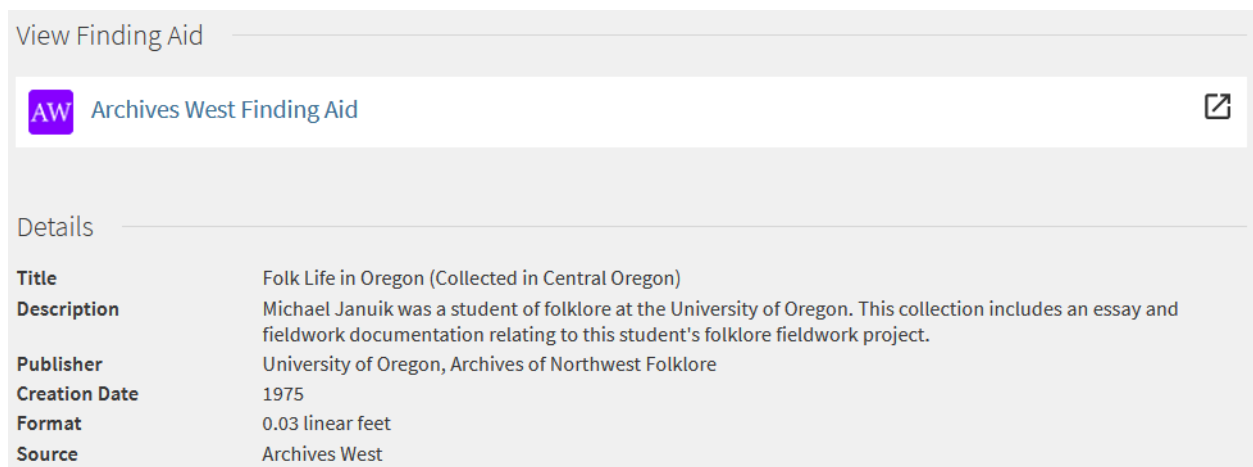 View Finding Aid
AW Archives West Finding Aid
Details
Title Folk Life in Oregon (Collected in Central Oregon)
Description Michael Januik was a student of folklore at the University of Oregon. This collection includes an essay and
fieldwork documentation relating to this student's folklore fieldwork project.
Publisher University of Oregon, Archives of Northwest Folklore
Creation Date 1975
Format 0.03 linear feet
Source Archives West